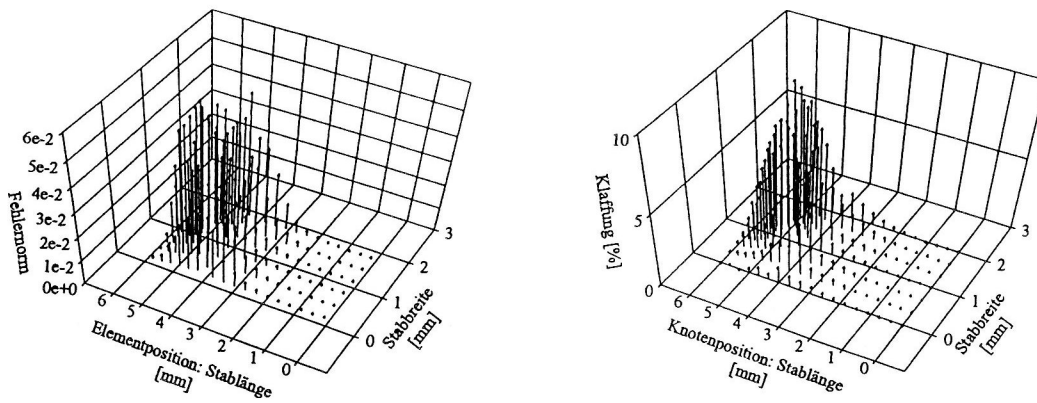 6e-2
5e-2
4e-2
3e-2
2e-2
1e-2
0e+0
Fehlernorm
6
5
4
3
2
1
0
Elementposition: Stablänge
[mm]
0
1
2
3
Stabbreite
[mm]
10
5
0
Klaffung [%]
6
5
4
3
2
1
0
Knotenposition: Stablänge
[mm]
0
1
2
3
Stabbreite
[mm]